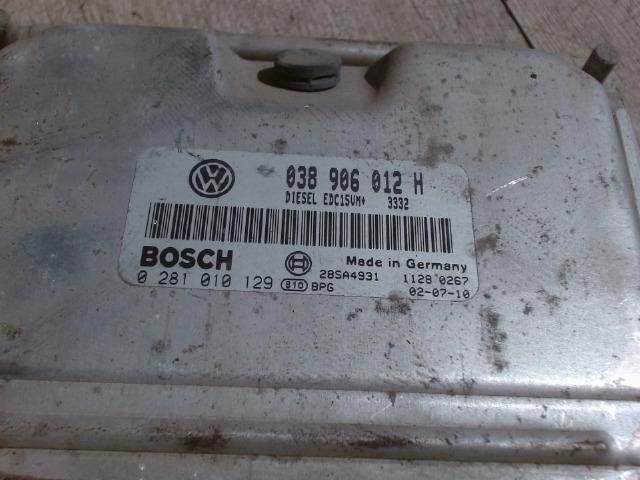 038 906 012 H
DIESEL EDC15VM+ 3332
BOSCH Made in Germany
28SA4931 1128 0267
0 281 010 129 810 BPG 02-07-10